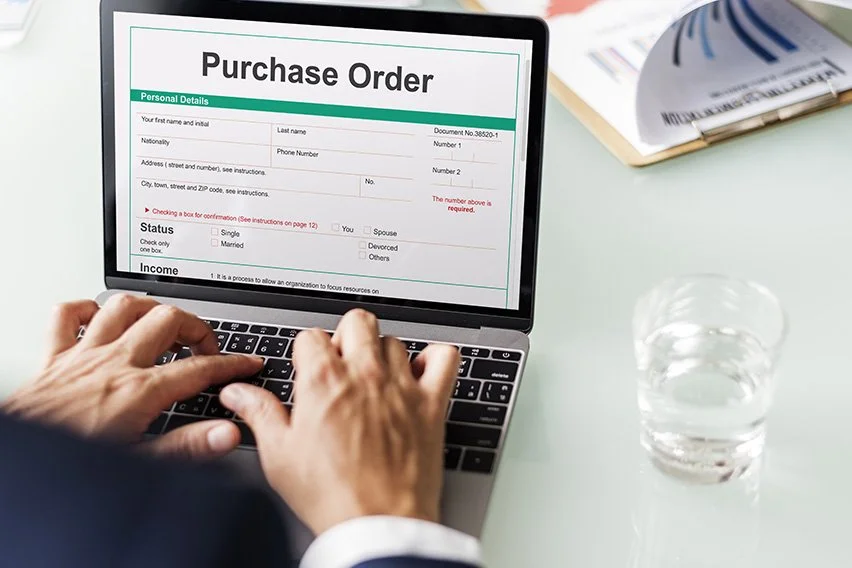 Purchase Order
Personal Details
Your first name and initial
Last name
Document No.38520-1
Nationality
Phone Number
Number 1
Address ( street and number), see instructions.
No.
Number 2
City, town, street and ZIP code, see instructions.
The number above is
required.
Checking a box for confirmation (See instructions on page 12)
You
Spouse
Status
Single
Devorced
Check only
one box.
Married
Others
Income
1 It is a process to allow an organization to focus resources on
delete